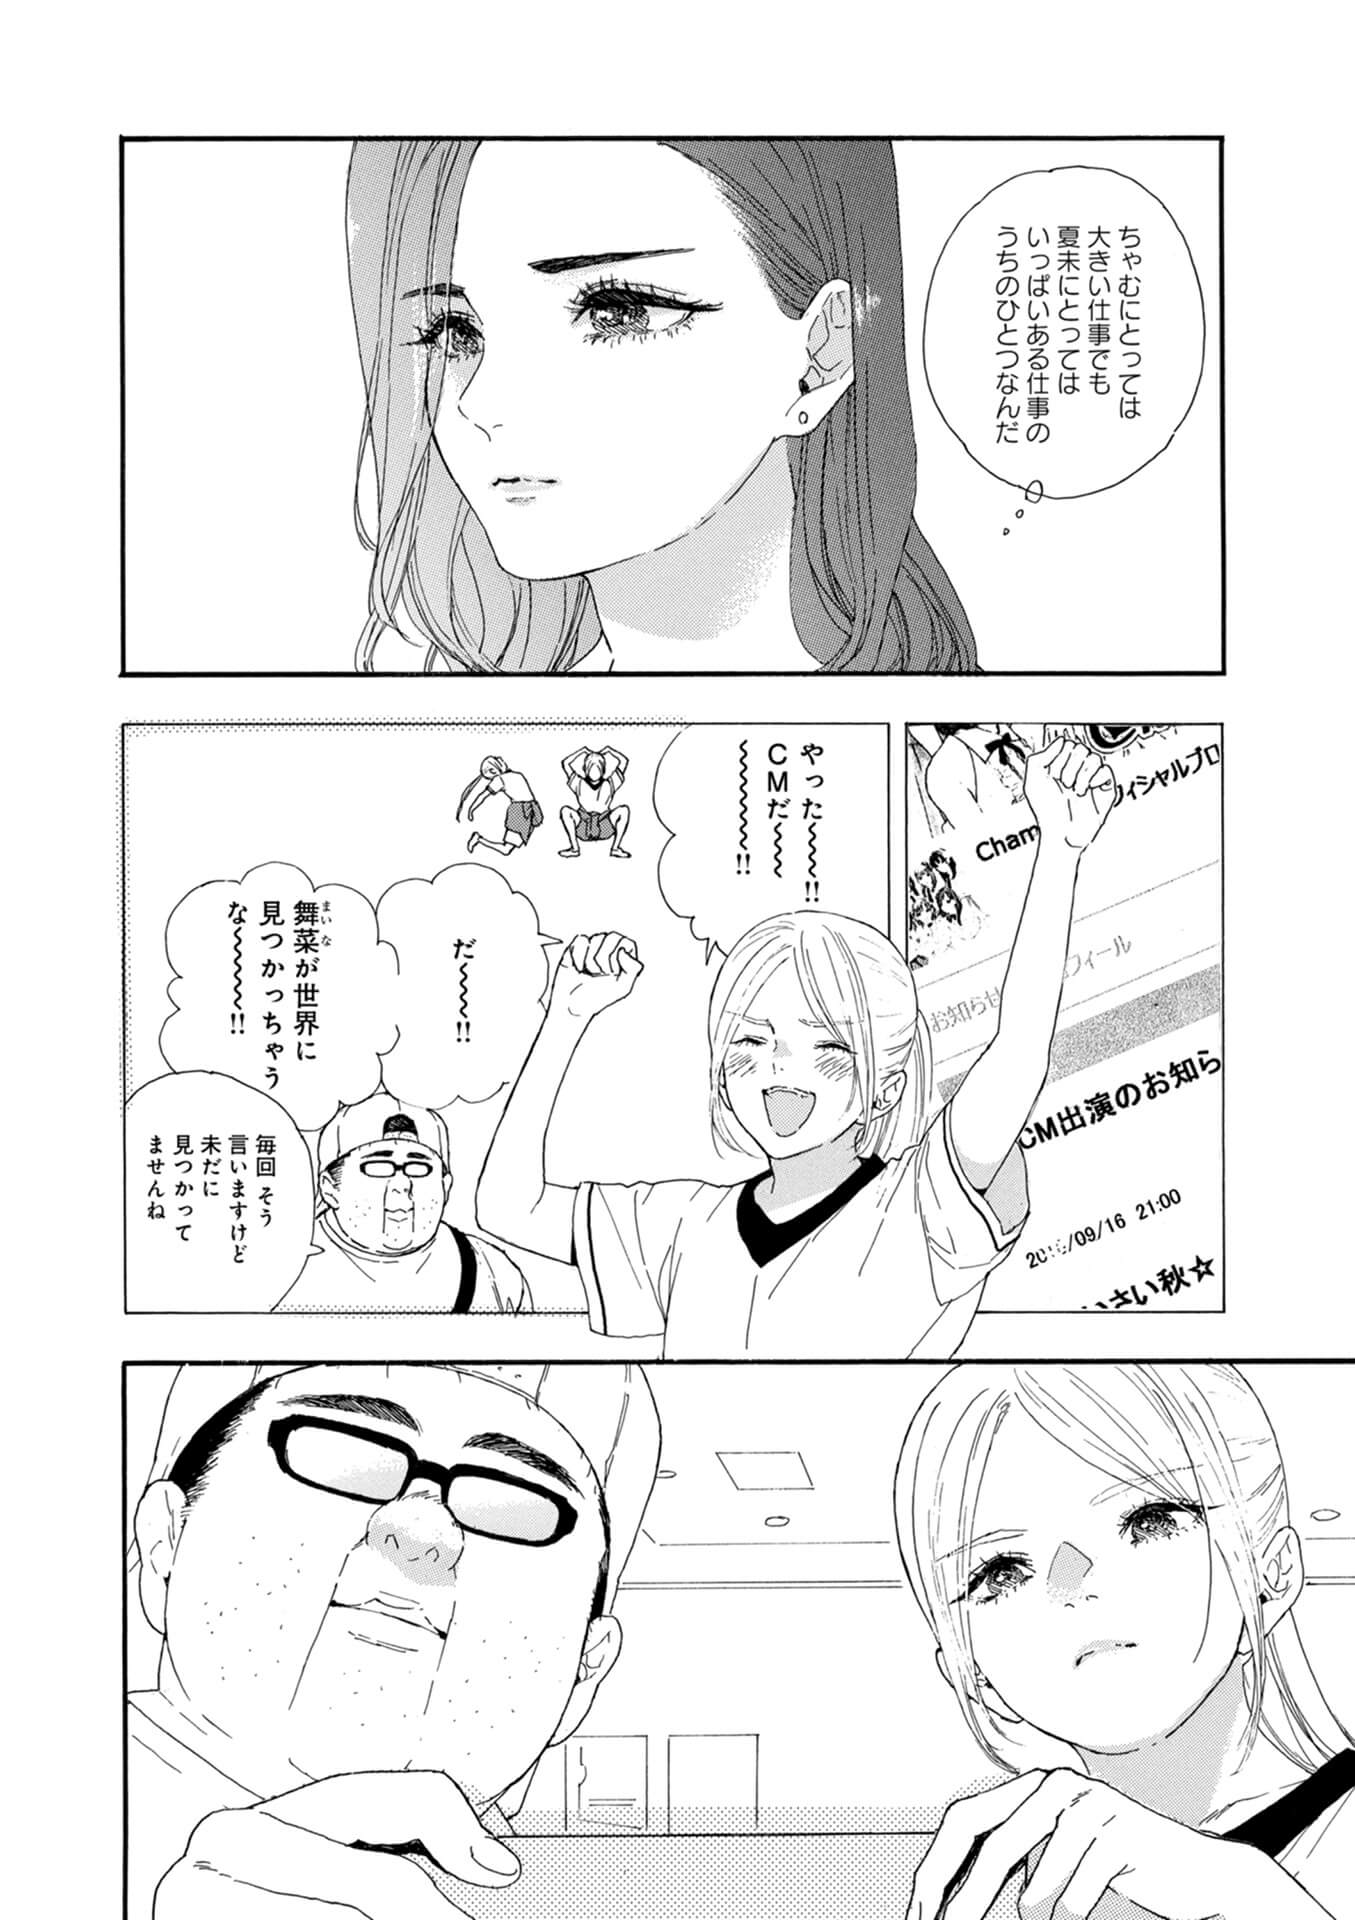 ちゃむにとっては
大きい仕事でも
夏未にとっては
いっぱいある仕事の
うちのひとつなんだ
フィシャルブロ
Cham
フィール
お知らせ
CM出演のお知ら
/09/16 21:00
さい秋☆
やった〜〜!!
CMだ〜〜
〜〜〜〜!!
だ〜〜!!
舞菜が世界に
まいな
見つかっちゃう
な〜〜〜〜!!
毎回そう
言いますけど
未だに
見つかって
ませんね